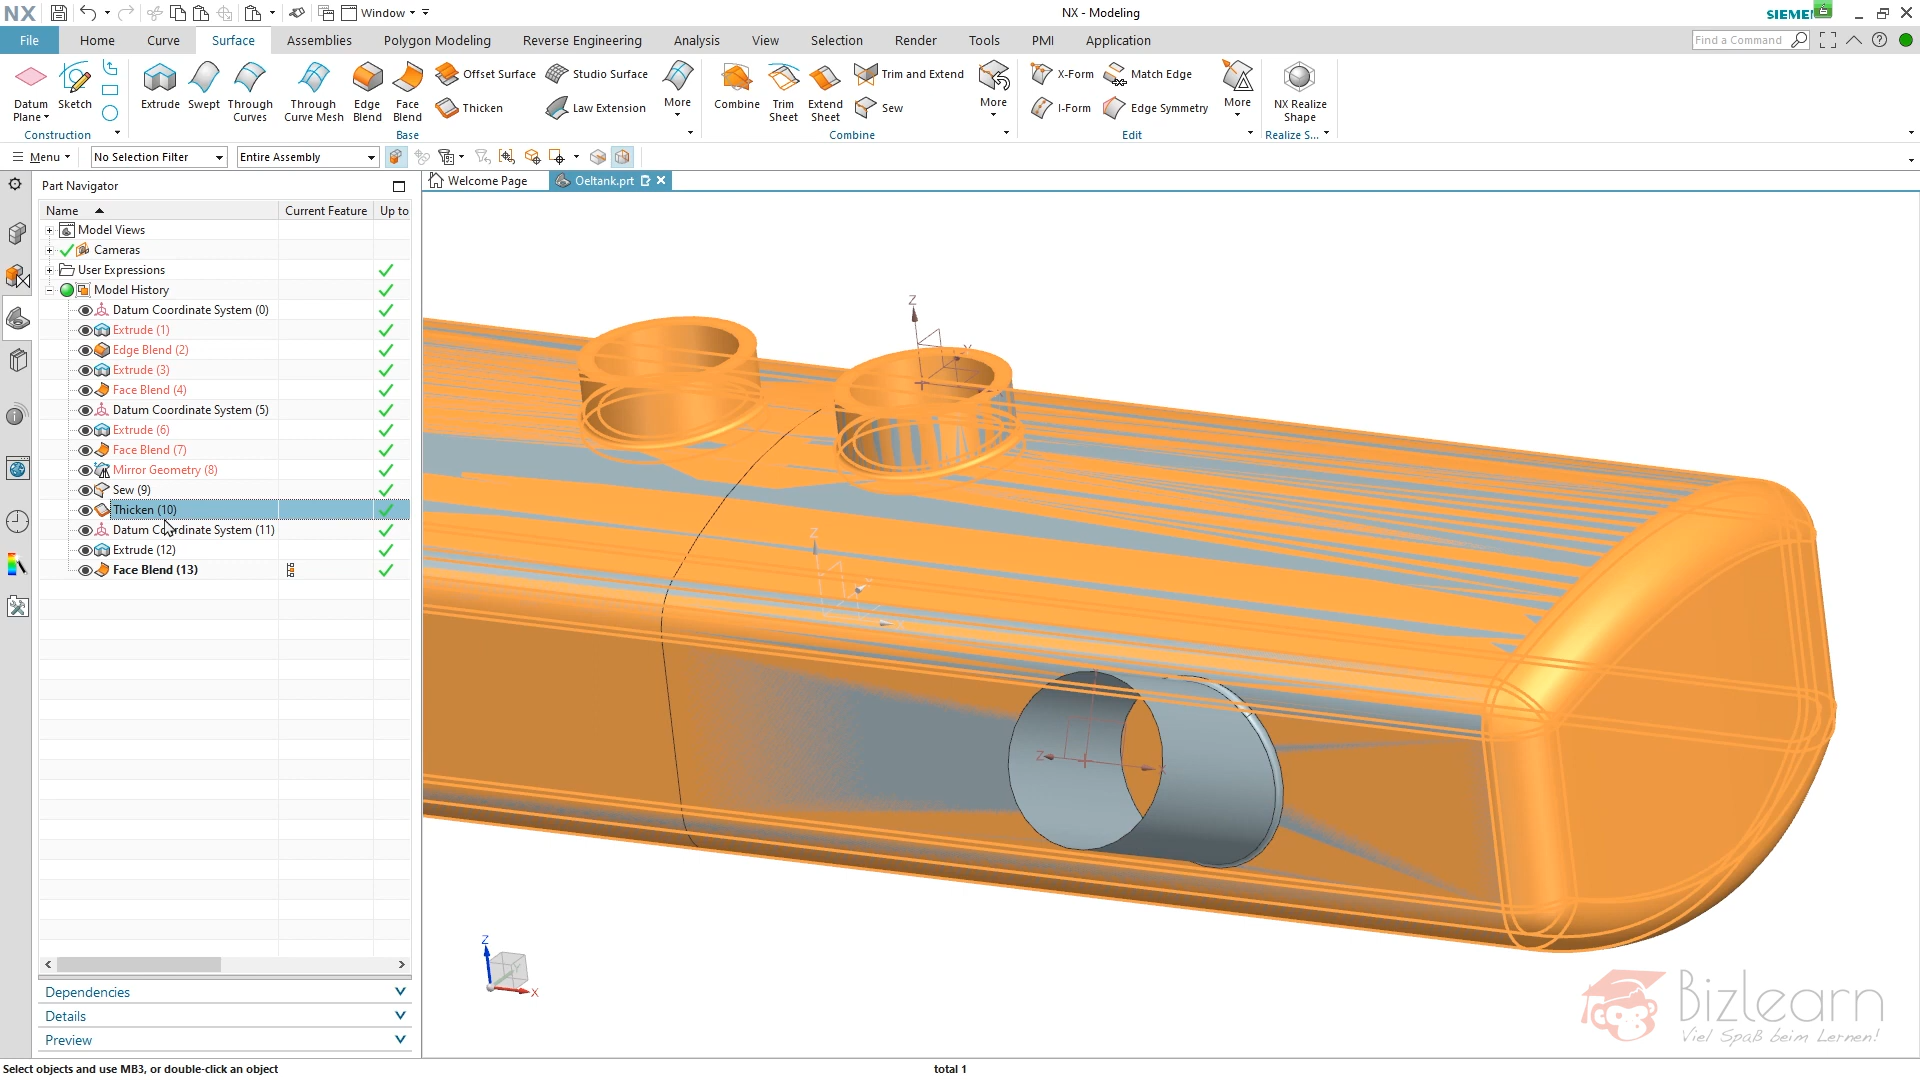 NX
Window
NX - Modeling
SIEME
File
Home
Curve
Surface
Assemblies
Polygon Modeling
Reverse Engineering
Analysis
View
Selection
Render
Tools
PMI
Application
Find a Command
Datum Plane
Sketch
Extrude
Swept
Through Curves
Through Curve Mesh
Edge Blend
Face Blend
Offset Surface
Thicken
Studio Surface
Law Extension
More
Combine
Trim Sheet
Extend Sheet
Trim and Extend
Sew
More
X-Form
I-Form
Match Edge
Edge Symmetry
More
NX Realize Shape
Construction
Base
Combine
Edit
Realize S...
Menu
No Selection Filter
Entire Assembly
Part Navigator
Welcome Page
Oeltank.prt
Name
Current Feature
Up to
Model Views
Cameras
User Expressions
Model History
Datum Coordinate System (0)
Extrude (1)
Edge Blend (2)
Extrude (3)
Face Blend (4)
Datum Coordinate System (5)
Extrude (6)
Face Blend (7)
Mirror Geometry (8)
Sew (9)
Thicken (10)
Datum Coordinate System (11)
Extrude (12)
Face Blend (13)
Z
Z
Z
Z
X
Dependencies
Details
Preview
Bizlearn
Viel Spaß beim Lernen!
Select objects and use MB3, or double-click an object
total 1